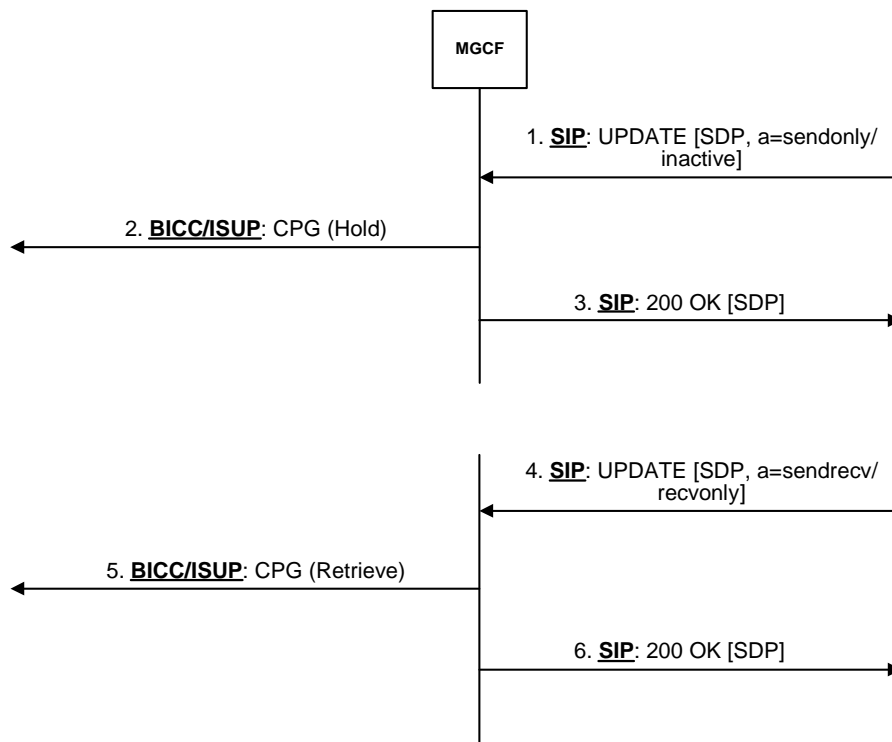 MGCF
1. SIP: UPDATE [SDP, a=sendonly/
inactive]
2. BICC/ISUP: CPG (Hold)
3. SIP: 200 OK [SDP]
4. SIP: UPDATE [SDP, a=sendrecv/
recvonly]
5. BICC/ISUP: CPG (Retrieve)
6. SIP: 200 OK [SDP]